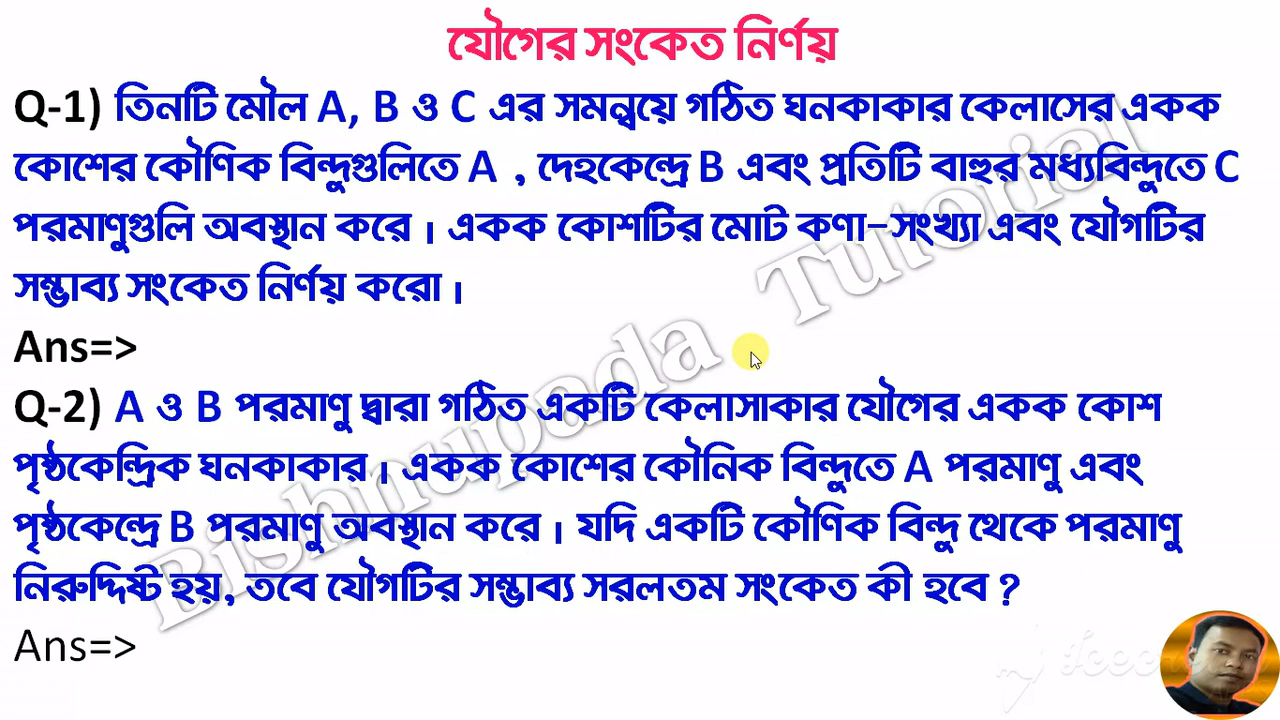 যৌগের সংকেত নির্ণয়
Q-1) তিনটি মৌল A, B ও C এর সমন্বয়ে গঠিত ঘনকাকার কেলাসের একক
কোশের কৌণিক বিন্দুগুলিতে A , দেহকেন্দ্রে B এবং প্রতিটি বাহুর মধ্যবিন্দুতে C
পরমাণুগুলি অবস্থান করে । একক কোশটির মোট কণা-সংখ্যা এবং যৌগটির
সম্ভাব্য সংকেত নির্ণয় করো ।
Ans=>
Q-2) A ও B পরমাণু দ্বারা গঠিত একটি কেলাসাকার যৌগের একক কোশ
পৃষ্ঠকেন্দ্রিক ঘনকাকার । একক কোশের কৌনিক বিন্দুতে A পরমাণু এবং
পৃষ্ঠকেন্দ্রে B পরমাণু অবস্থান করে । যদি একটি কৌণিক বিন্দু থেকে পরমাণু
নিরুদ্দিষ্ট হয়, তবে যৌগটির সম্ভাব্য সরলতম সংকেত কী হবে ?
Ans=>
Bishnupada Tutorial